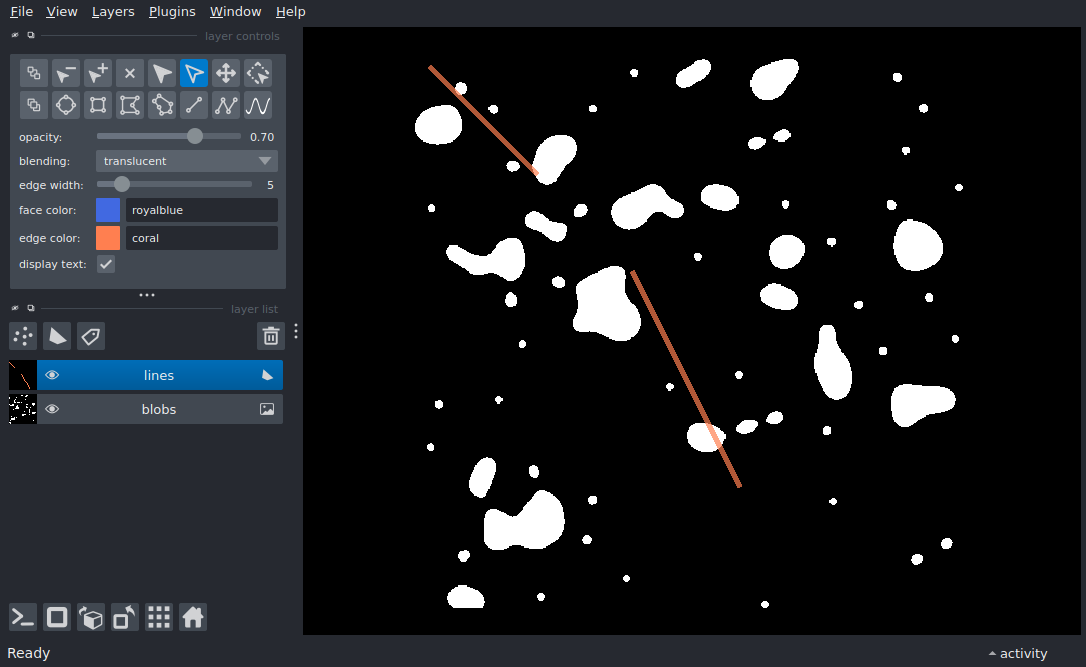 File View Layers Plugins Window Help
layer controls
opacity: 0.70
blending: translucent
edge width: 5
face color: royalblue
edge color: coral
display text:
layer list
lines
blobs
Ready activity